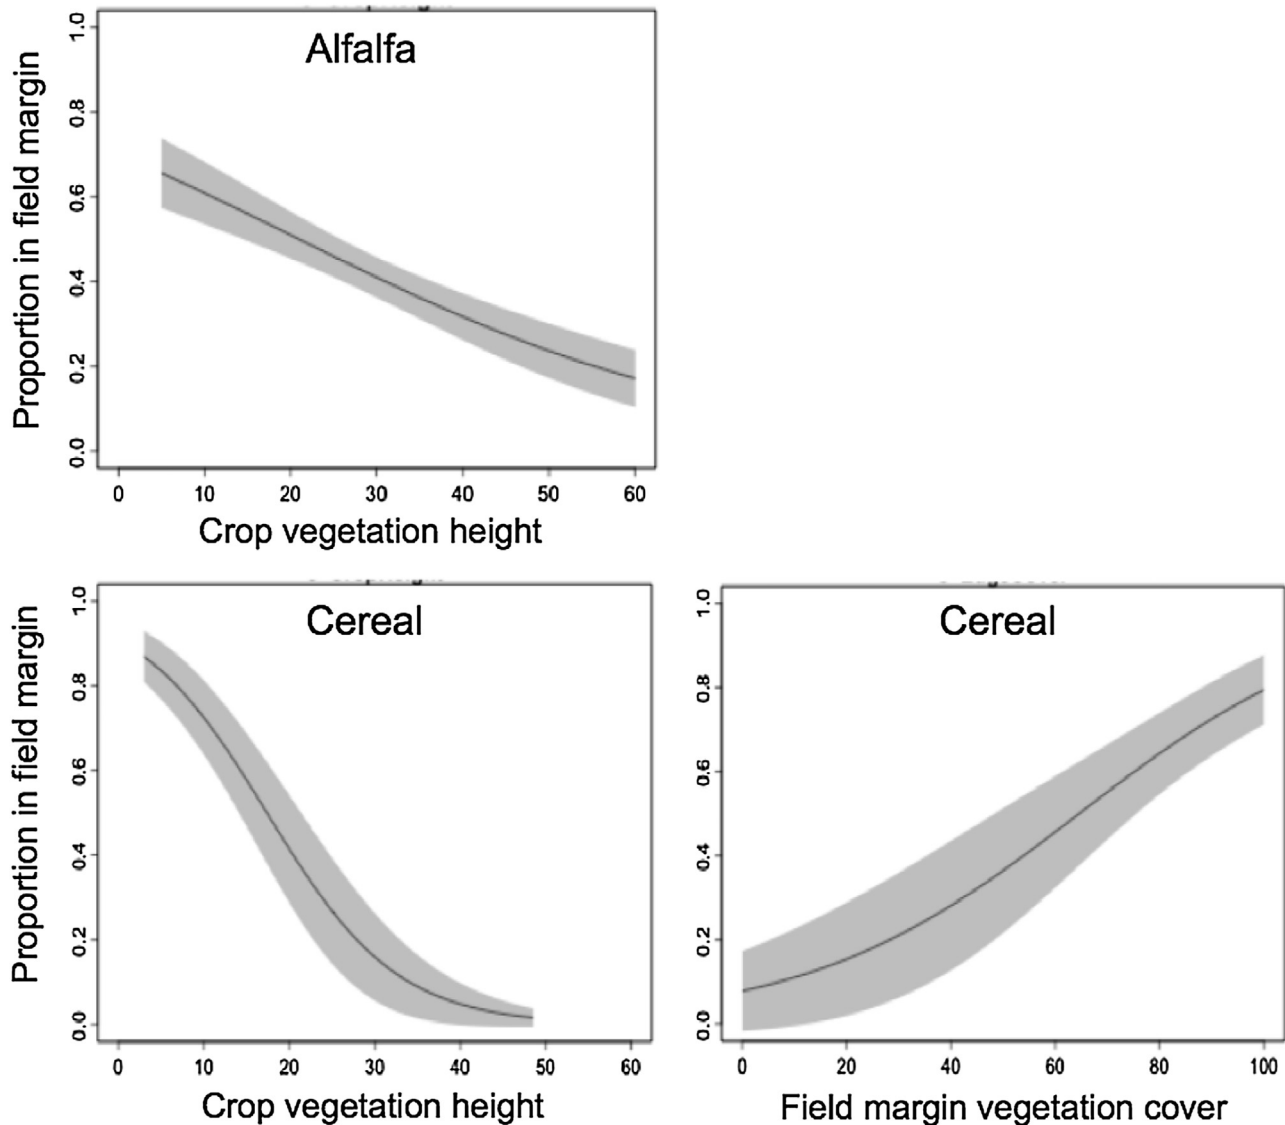 Alfalfa
Proportion in field margin
0.0 0.2 0.4 0.6 0.8 1.0
0 10 20 30 40 50 60
Crop vegetation height
Cereal
Proportion in field margin
0.0 0.2 0.4 0.6 0.8 1.0
0 10 20 30 40 50 60
Crop vegetation height
Cereal
0.0 0.2 0.4 0.6 0.8 1.0
0 20 40 60 80 100
Field margin vegetation cover